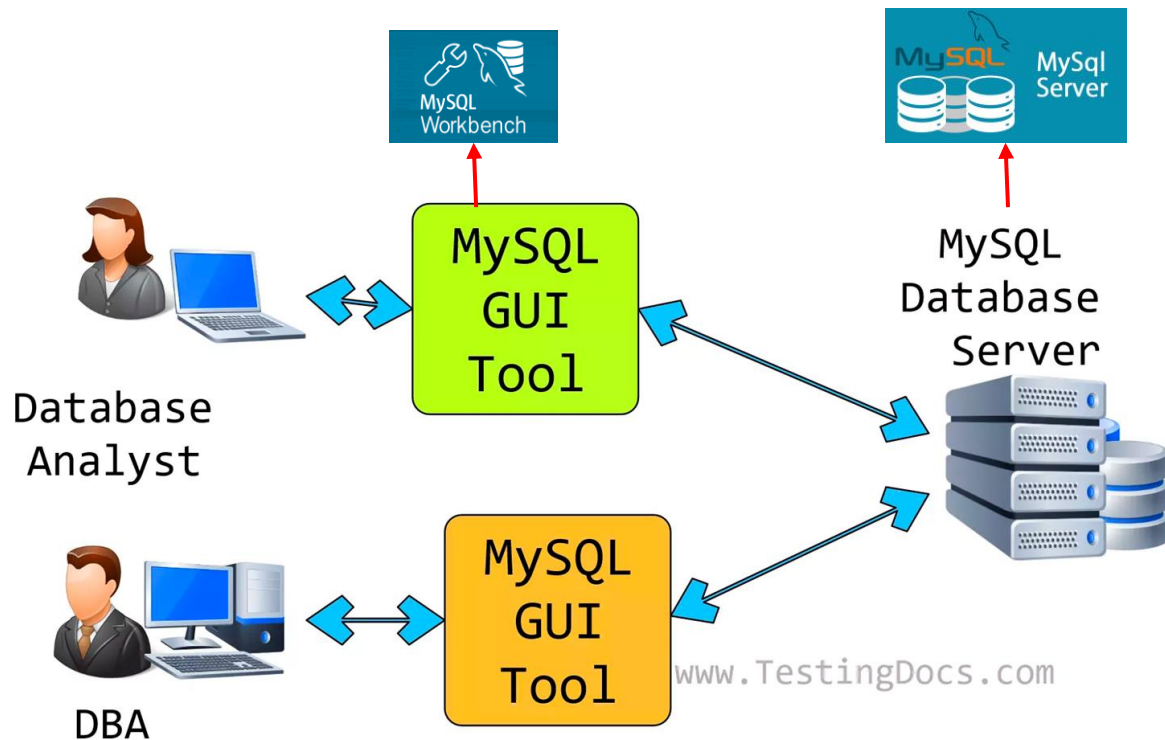 MySQL
Workbench
MySQL
MySql
Server
MySQL
GUI
Tool
MySQL
Database
Server
Database
Analyst
MySQL
GUI
Tool
www.TestingDocs.com
DBA